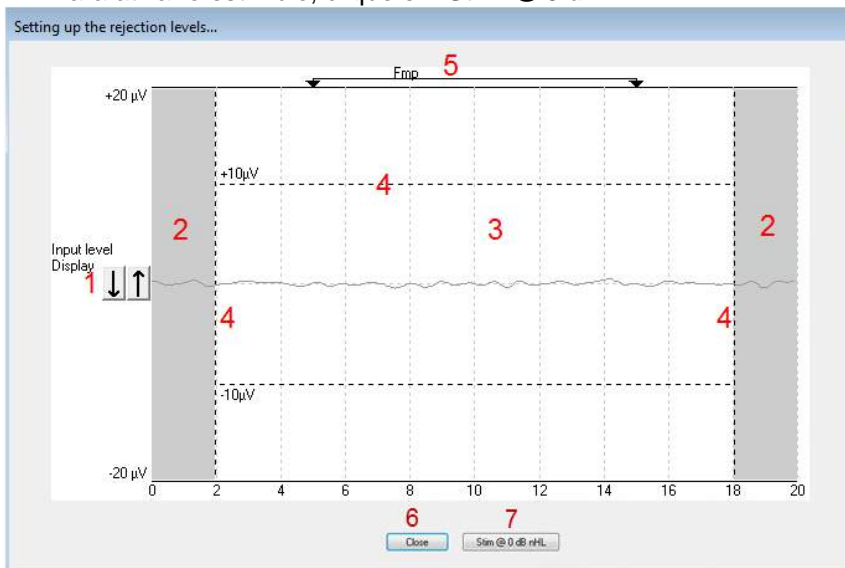 Setting up the rejection levels...
Fmp 5
+20 µV
+10µV
4
2
3
2
Input level
Display
1 ↓ ↑
4
4
-10µV
-20 µV
0 2 4 6 8 10 12 14 16 18 20
6 7
Close Stim @ 0 dB nHL